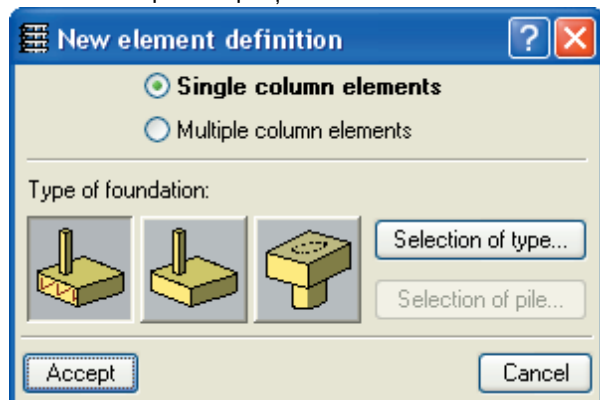 New element definition
Single column elements
Multiple column elements
Type of foundation:
Selection of type...
Selection of pile...
Accept
Cancel